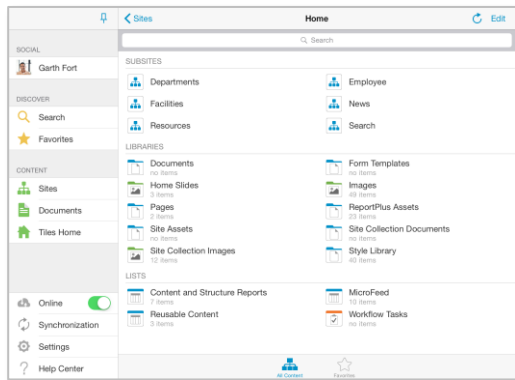 Sites
Home
Edit
Search
SOCIAL
Garth Fort
DISCOVER
Search
Favorites
CONTENT
Sites
Documents
Tiles Home
Online
Synchronization
Settings
Help Center
SUBSITES
Departments
Employee
Facilities
News
Resources
Search
LIBRARIES
Documents
no items
Form Templates
no items
Home Slides
3 items
Images
49 items
Pages
2 items
ReportPlus Assets
23 items
Site Assets
no items
Site Collection Documents
no items
Site Collection Images
12 items
Style Library
40 items
LISTS
Content and Structure Reports
7 items
MicroFeed
10 items
Reusable Content
3 items
Workflow Tasks
no items
All Content
Favorites